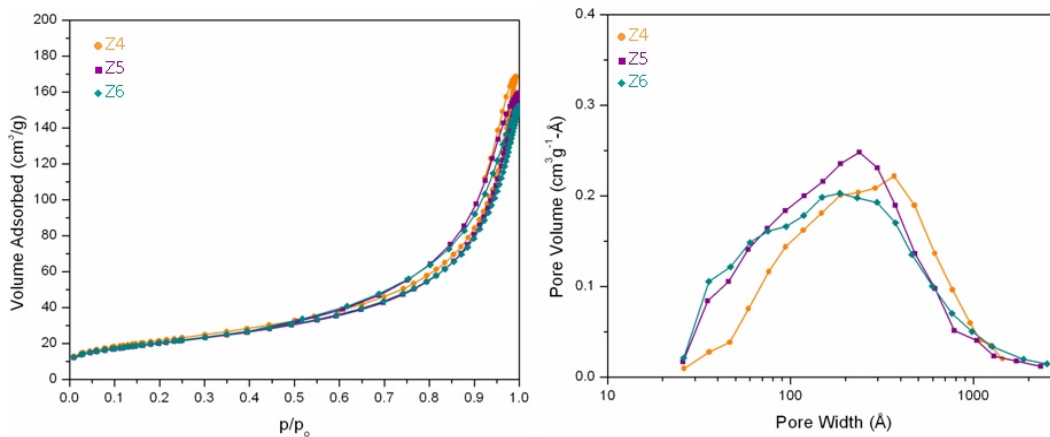 200
180
160
140
120
100
80
60
40
20
0
Volume Adsorbed (cm³/g)
Z4
Z5
Z6
0.0 0.1 0.2 0.3 0.4 0.5 0.6 0.7 0.8 0.9 1.0
p/pₒ
0.4
0.3
0.2
0.1
0.0
Pore Volume (cm³g⁻¹-Å)
Z4
Z5
Z6
10 100 1000
Pore Width (Å)